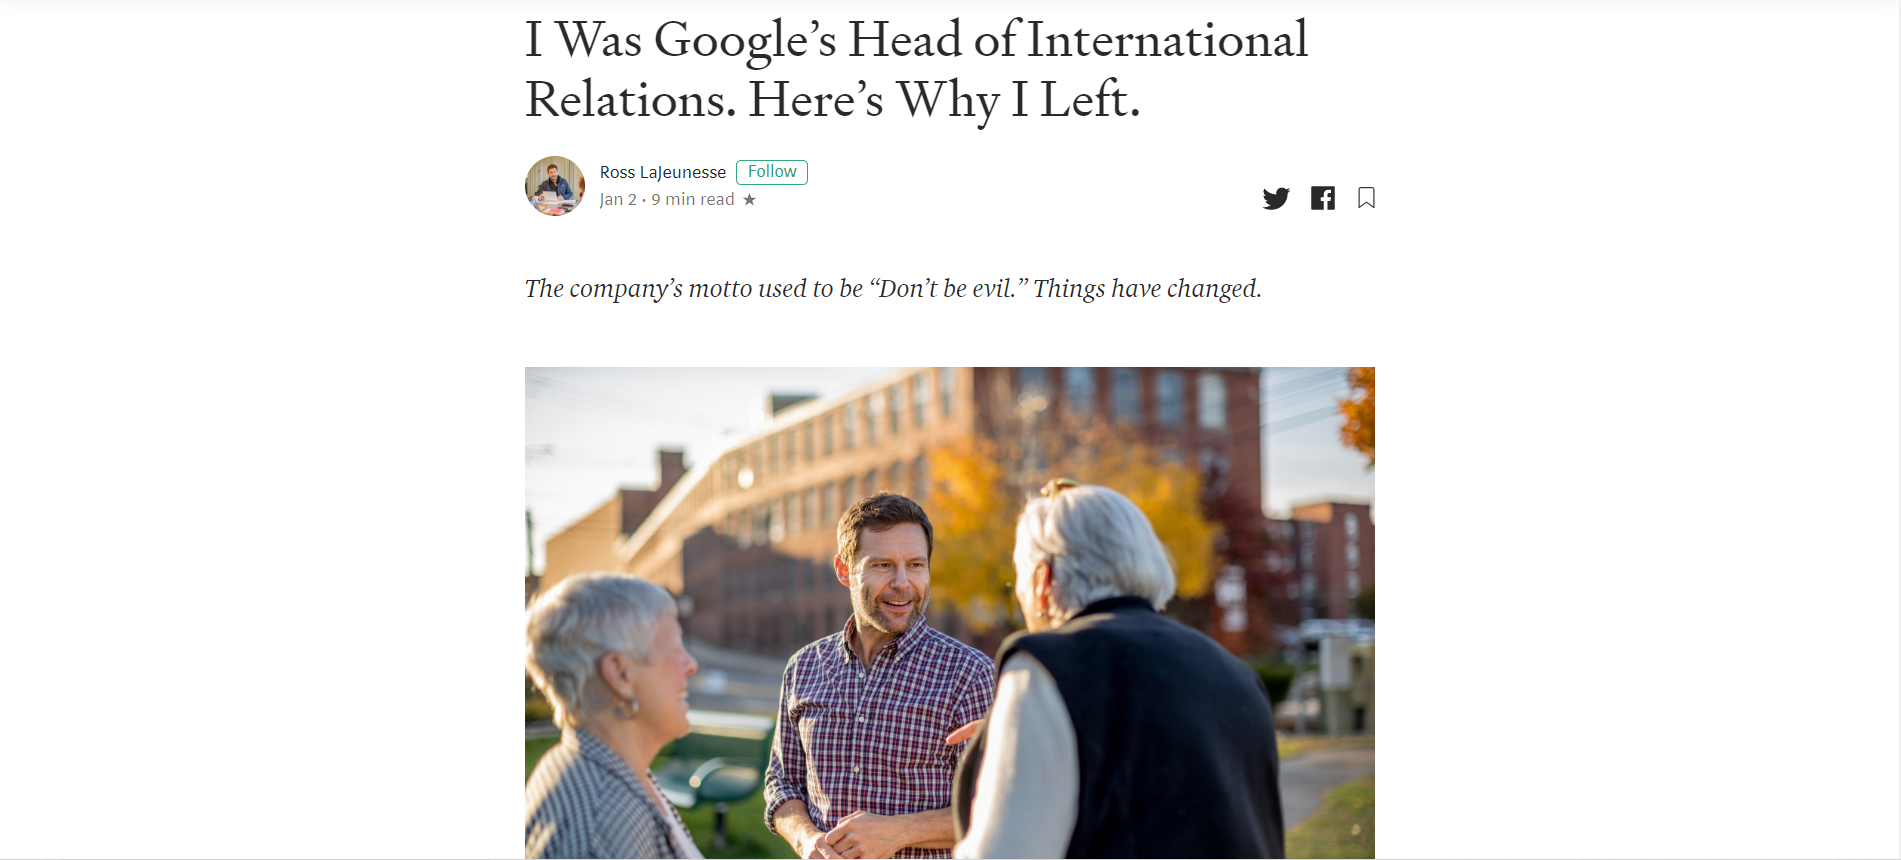 I Was Google’s Head of International
Relations. Here’s Why I Left.
Ross LaJeunesse Follow
Jan 2 · 9 min read ★
The company’s motto used to be “Don’t be evil.” Things have changed.